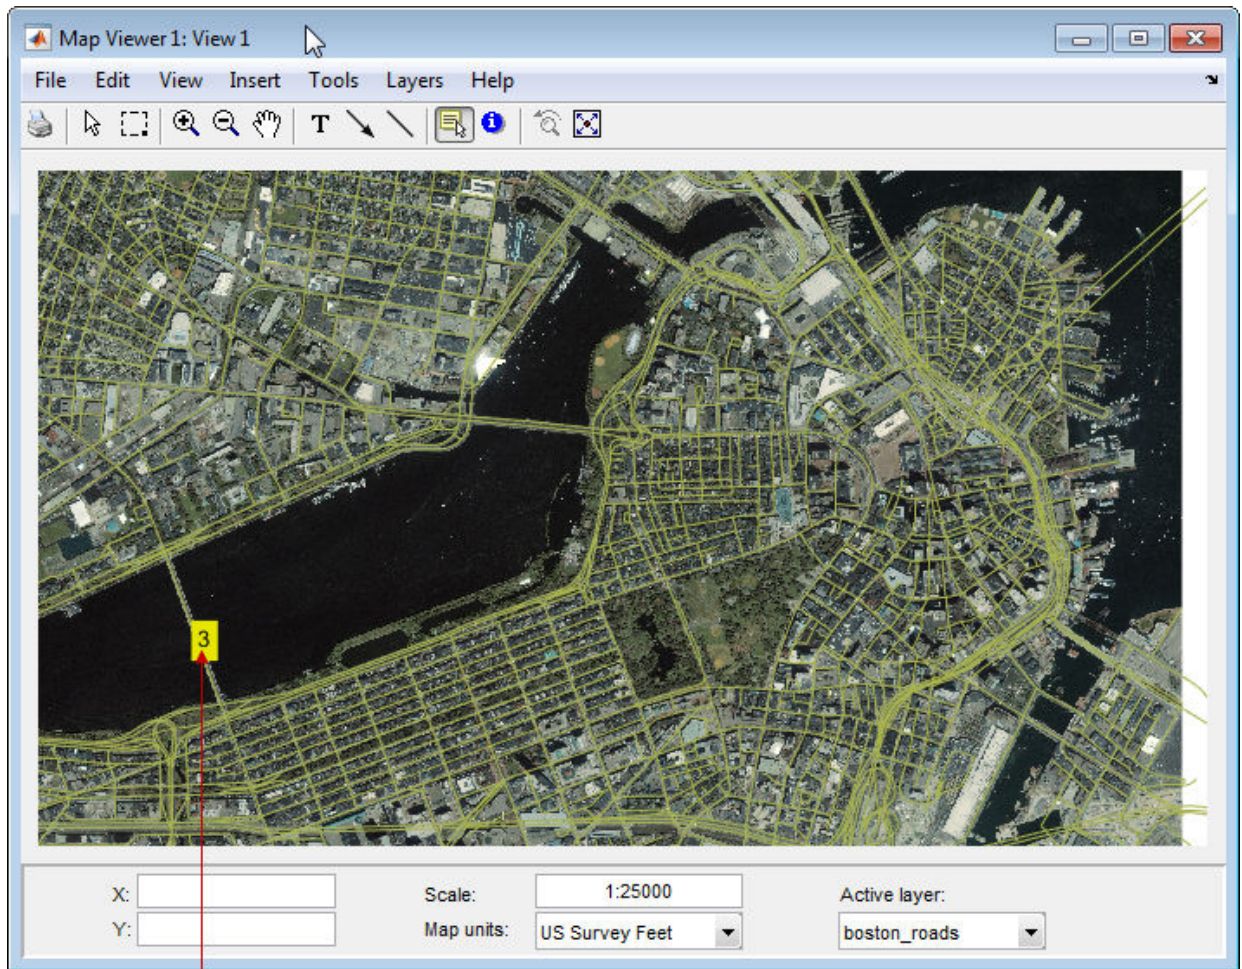 Map Viewer 1: View 1
File Edit View Insert Tools Layers Help
T
3
X:
Scale: 1:25000
Active layer:
Y:
Map units: US Survey Feet
boston_roads